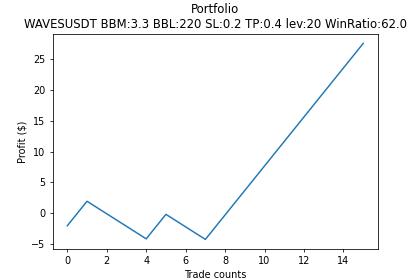 Portfolio
WAVESUSDT BBM:3.3 BBL:220 SL:0.2 TP:0.4 lev:20 WinRatio:62.0
25
20
15
10
5
0
−5
Profit ($)
0 2 4 6 8 10 12 14
Trade counts